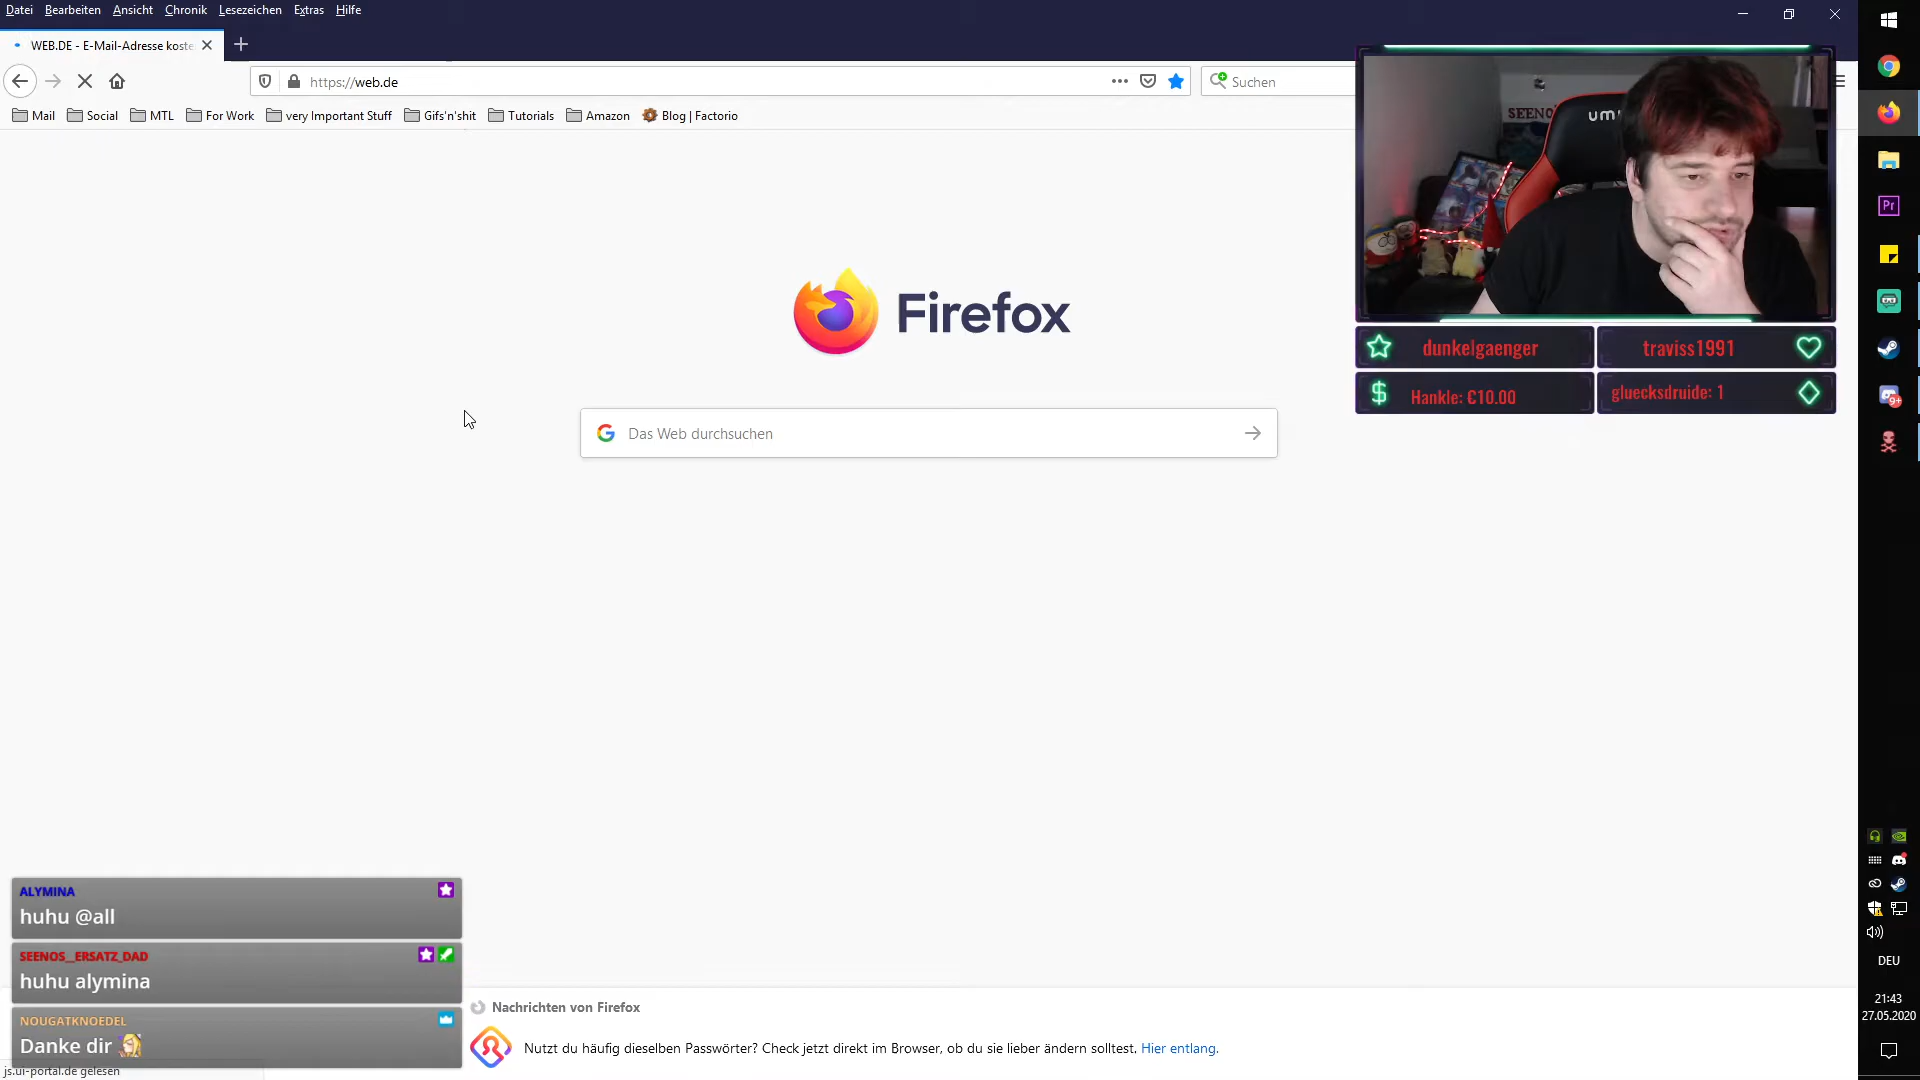 Datei Bearbeiten Ansicht Chronik Lesezeichen Extras Hilfe
WEB.DE - E-Mail-Adresse koste
https://web.de
Suchen
Mail Social MTL For Work very Important Stuff Gifs'n'shit Tutorials Amazon Blog | Factorio
SEENO
um
Firefox
Das Web durchsuchen
dunkelgaenger
traviss1991
Hankle: €10.00
gluecksdruide: 1
Pr
9+
ALYMINA
huhu @all
SEENOS_ERSATZ_DAD
huhu alymina
NOUGATKNOEDEL
Danke dir
js.ui-portal.de gelesen
Nachrichten von Firefox
Nutzt du häufig dieselben Passwörter? Check jetzt direkt im Browser, ob du sie lieber ändern solltest. Hier entlang.
DEU
21:43
27.05.2020